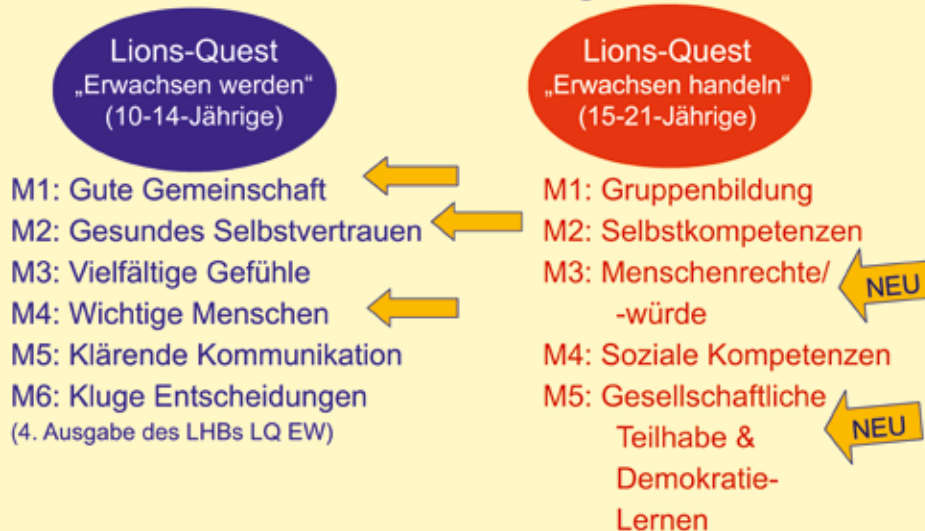 Lions-Quest
„Erwachsen werden“
(10-14-Jährige)
M1: Gute Gemeinschaft
M2: Gesundes Selbstvertrauen
M3: Vielfältige Gefühle
M4: Wichtige Menschen
M5: Klärende Kommunikation
M6: Kluge Entscheidungen
(4. Ausgabe des LHBs LQ EW)
Lions-Quest
„Erwachsen handeln“
(15-21-Jährige)
M1: Gruppenbildung
M2: Selbstkompetenzen
M3: Menschenrechte/
-würde
NEU
M4: Soziale Kompetenzen
M5: Gesellschaftliche
Teilhabe &
Demokratie-
Lernen
NEU